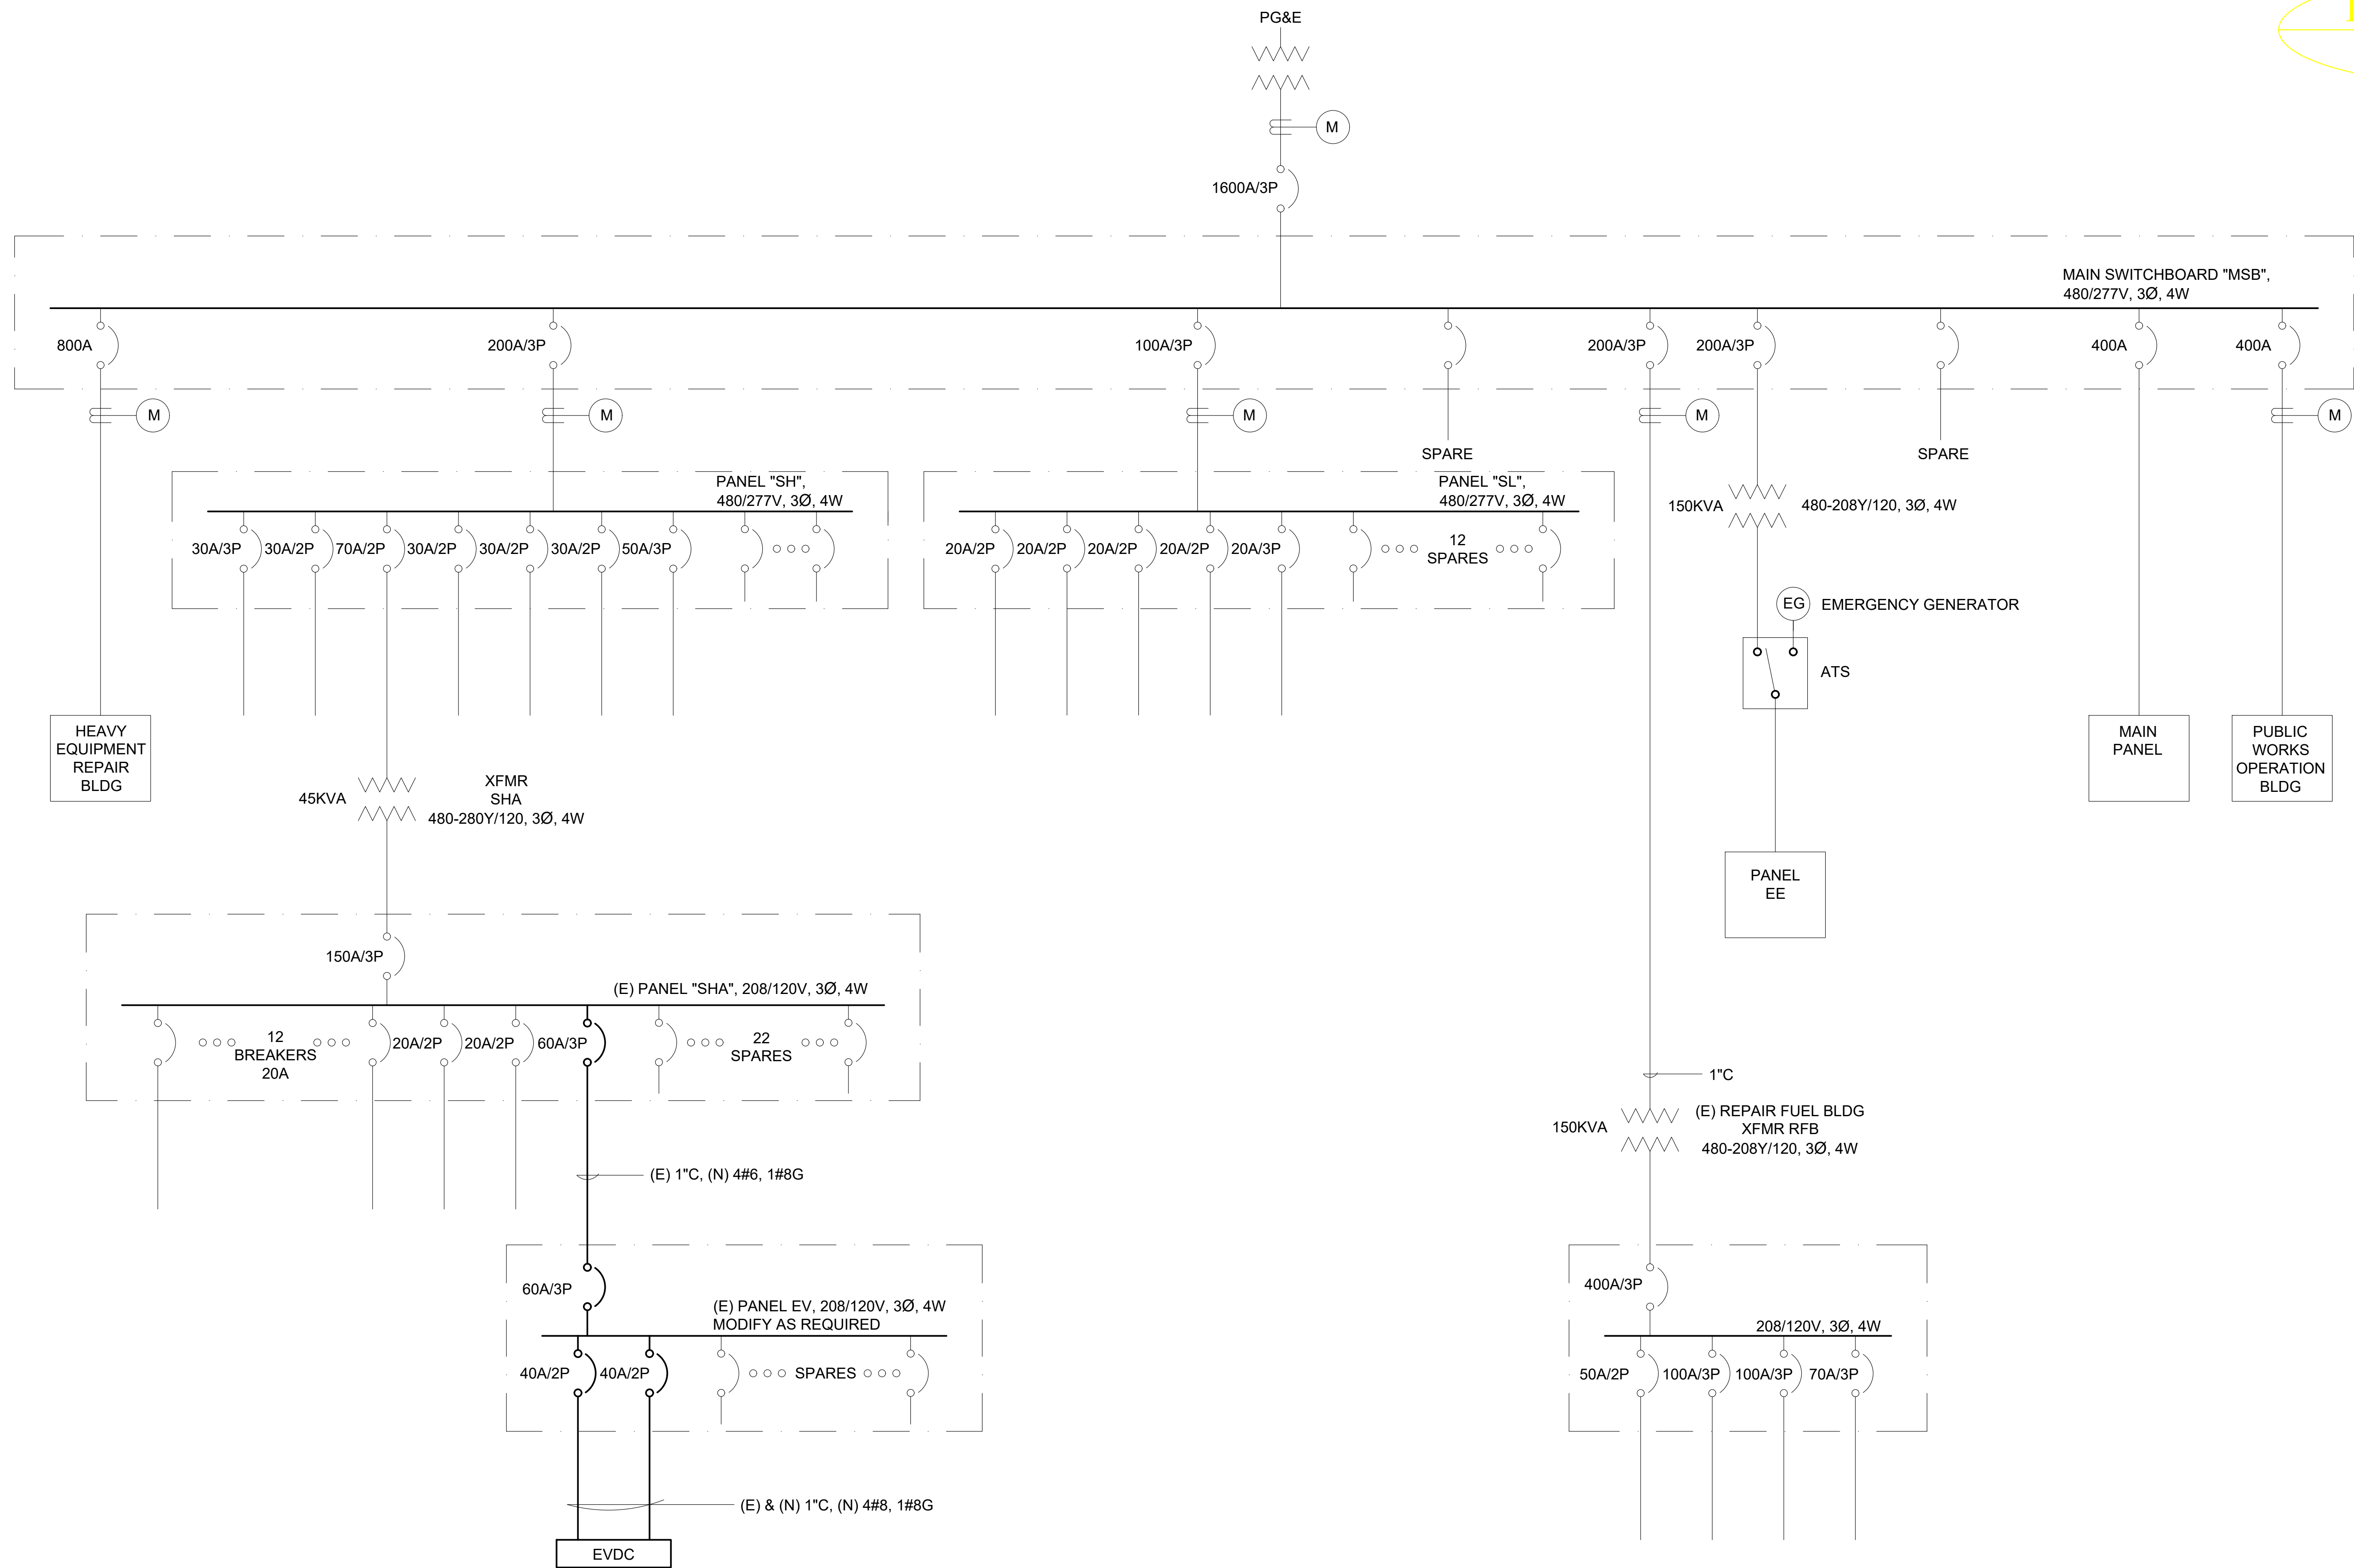 PG&E
M
1600A/3P
MAIN SWITCHBOARD "MSB",
480/277V, 3Ø, 4W
800A
200A/3P
100A/3P
200A/3P
200A/3P
400A
400A
M
M
M
M
M
SPARE
SPARE
PANEL "SH",
480/277V, 3Ø, 4W
30A/3P
30A/2P
70A/2P
30A/2P
30A/2P
30A/2P
50A/3P
PANEL "SL",
480/277V, 3Ø, 4W
20A/2P
20A/2P
20A/2P
20A/2P
20A/3P
12
SPARES
150KVA
480-208Y/120, 3Ø, 4W
EG
EMERGENCY GENERATOR
ATS
HEAVY
EQUIPMENT
REPAIR
BLDG
MAIN
PANEL
PUBLIC
WORKS
OPERATION
BLDG
45KVA
XFMR
SHA
480-280Y/120, 3Ø, 4W
PANEL
EE
150A/3P
(E) PANEL "SHA", 208/120V, 3Ø, 4W
12
BREAKERS
20A
20A/2P
20A/2P
60A/3P
22
SPARES
1"C
150KVA
(E) REPAIR FUEL BLDG
XFMR RFB
480-208Y/120, 3Ø, 4W
(E) 1"C, (N) 4#6, 1#8G
60A/3P
(E) PANEL EV, 208/120V, 3Ø, 4W
MODIFY AS REQUIRED
40A/2P
40A/2P
SPARES
400A/3P
208/120V, 3Ø, 4W
50A/2P
100A/3P
100A/3P
70A/3P
(E) & (N) 1"C, (N) 4#8, 1#8G
EVDC